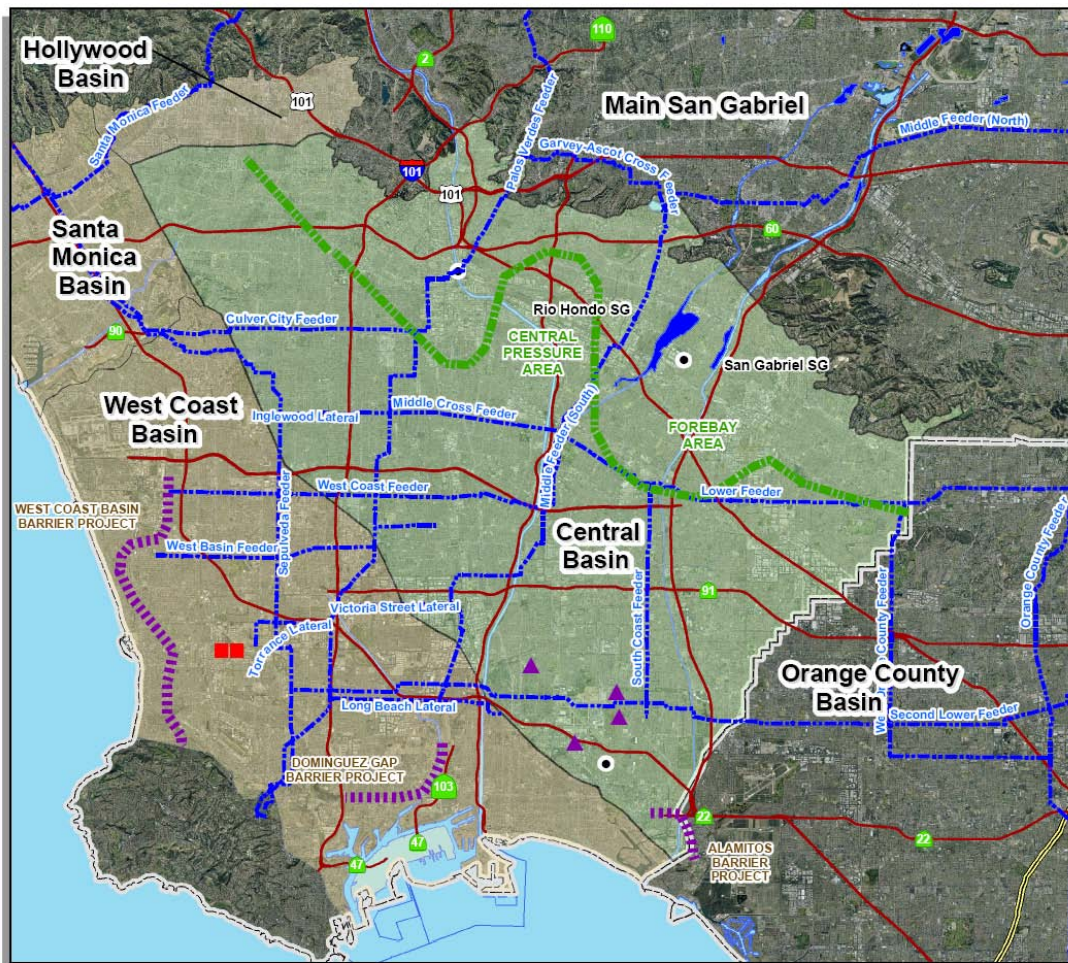 Hollywood
Basin
101
2
110
Main San Gabriel
Santa Monica Feeder
Palos Verdes Feeder
Garvey-Ascot Cross Feeder
Middle Feeder (North)
101
101
60
Santa
Monica
Basin
Rio Hondo SG
CENTRAL
PRESSURE
AREA
San Gabriel SG
Culver City Feeder
90
West Coast
Basin
Inglewood Lateral
Middle Cross Feeder
Middle Feeder (South)
FOREBAY
AREA
WEST COAST BASIN
BARRIER PROJECT
West Coast Feeder
Lower Feeder
Sepulveda Feeder
Central
Basin
West Basin Feeder
South Coast Feeder
91
Orange County Feeder
Victoria Street Lateral
Torrance Lateral
Orange County
Basin
Long Beach Lateral
Second Lower Feeder
DOMINGUEZ GAP
BARRIER PROJECT
103
22
22
47
47
ALAMITOS
BARRIER
PROJECT